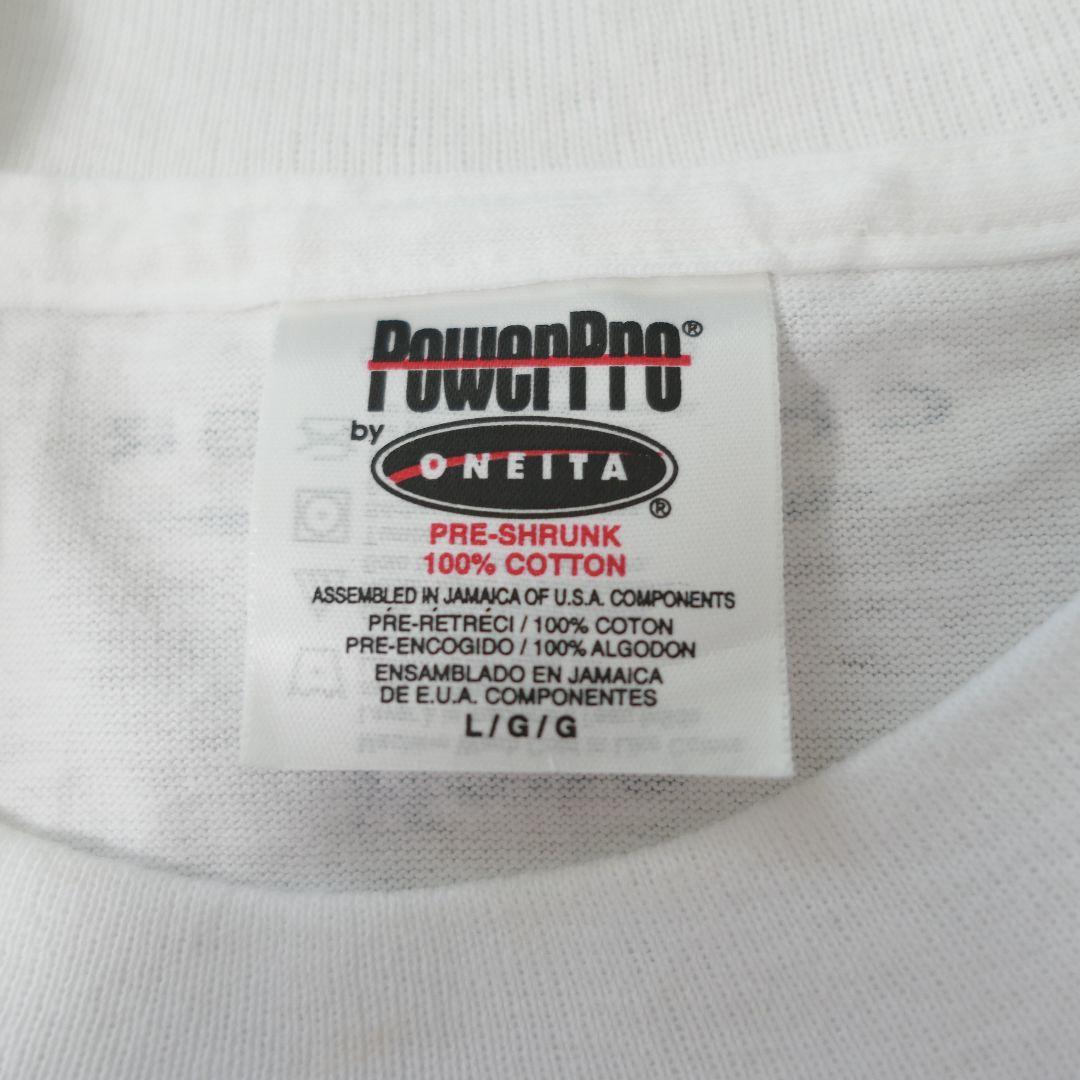 PowerPro®
by ONEITA®
PRE-SHRUNK
100% COTTON
ASSEMBLED IN JAMAICA OF U.S.A. COMPONENTS
PRÉ-RÉTRÉCI / 100% COTON
PRE-ENCOGIDO / 100% ALGODON
ENSAMBLADO EN JAMAICA
DE E.U.A. COMPONENTES
L/G/G